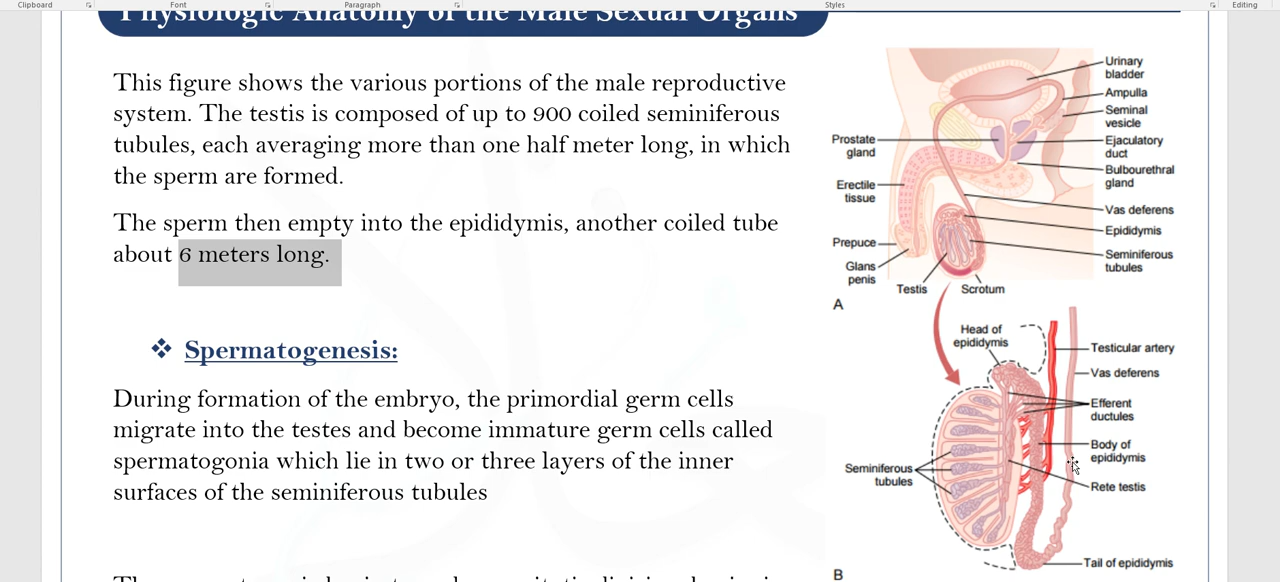 Clipboard
Font
Paragraph
Styles
Editing
Physiologic Anatomy of the Male Sexual Organs
This figure shows the various portions of the male reproductive
system. The testis is composed of up to 900 coiled seminiferous
tubules, each averaging more than one half meter long, in which
the sperm are formed.
The sperm then empty into the epididymis, another coiled tube
about 6 meters long.
❖ Spermatogenesis:
During formation of the embryo, the primordial germ cells
migrate into the testes and become immature germ cells called
spermatogonia which lie in two or three layers of the inner
surfaces of the seminiferous tubules
Urinary
bladder
Ampulla
Seminal
vesicle
Ejaculatory
duct
Bulbourethral
gland
Vas deferens
Epididymis
Seminiferous
tubules
Prostate
gland
Erectile
tissue
Prepuce
Glans
penis
Testis
Scrotum
A
Head of
epididymis
Testicular artery
Vas deferens
Efferent
ductules
Body of
epididymis
Rete testis
Seminiferous
tubules
Tail of epididymis
B